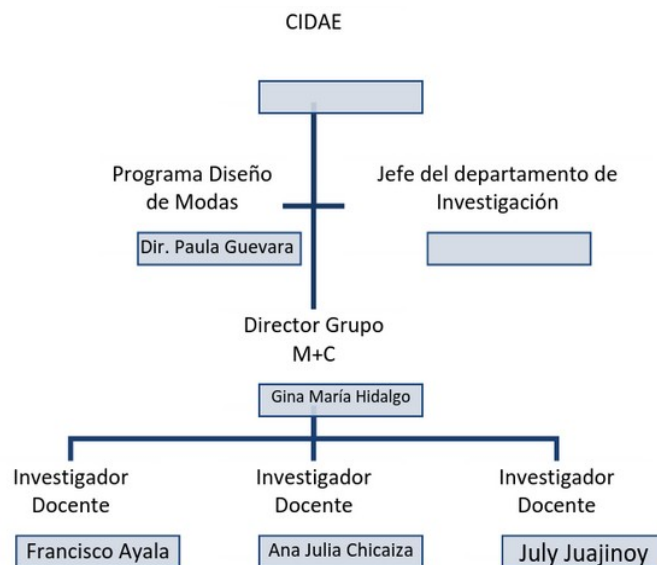 CIDAE
Programa Diseño
de Modas
Dir. Paula Guevara
Jefe del departamento de
Investigación
Director Grupo
M+C
Gina María Hidalgo
Investigador
Docente
Francisco Ayala
Investigador
Docente
Ana Julia Chicaiza
Investigador
Docente
July Juajinoy